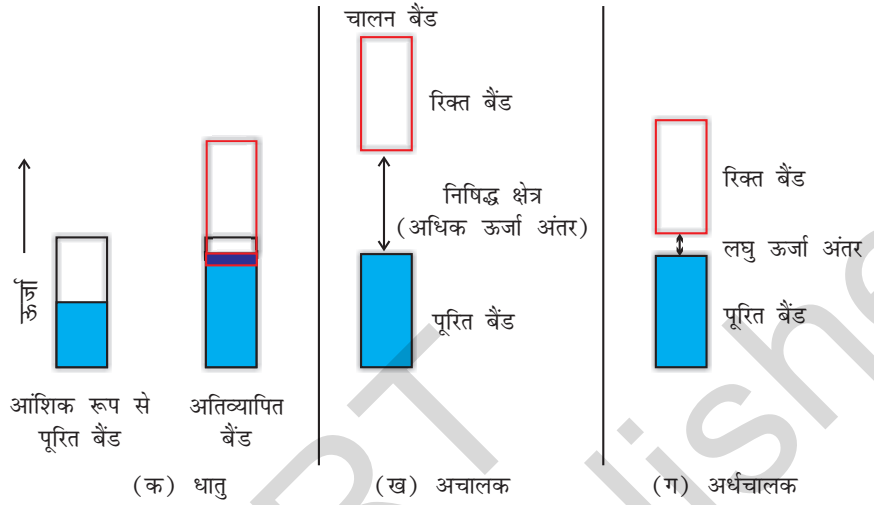 ऊर्जा
आंशिक रूप से
पूरित बैंड
अतिव्यापित
बैंड
(क) धातु
चालन बैंड
रिक्त बैंड
निषिद्ध क्षेत्र
(अधिक ऊर्जा अंतर)
पूरित बैंड
(ख) अचालक
रिक्त बैंड
लघु ऊर्जा अंतर
पूरित बैंड
(ग) अर्धचालक